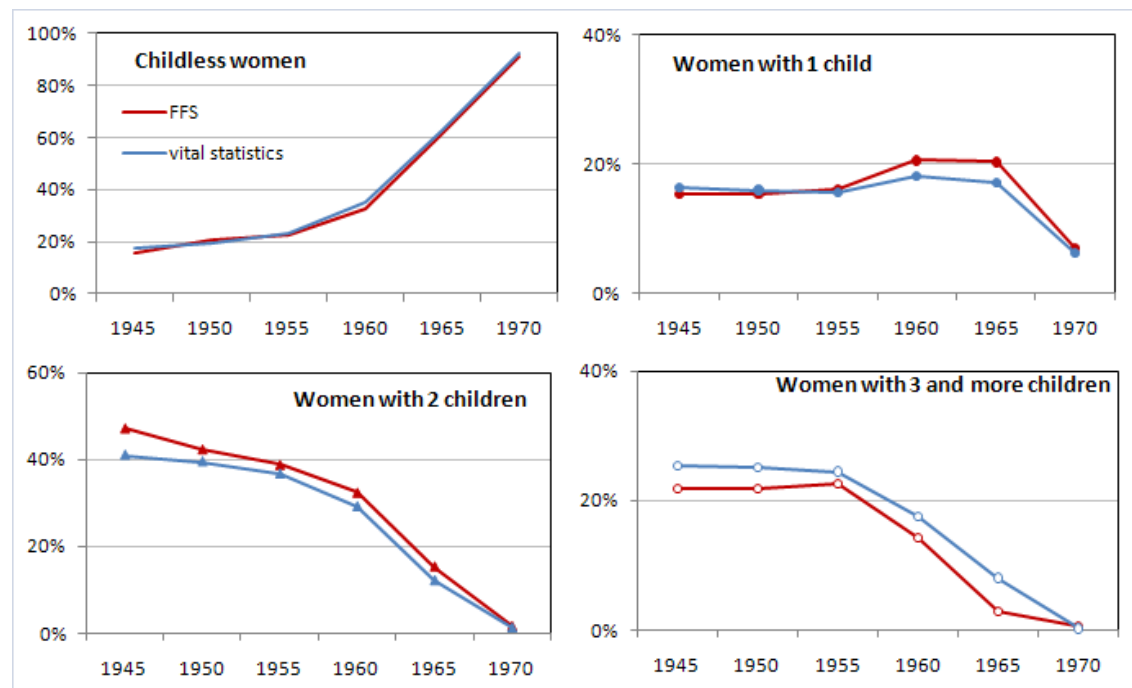 Childless women
FFS
vital statistics
100%
80%
60%
40%
20%
0%
1945 1950 1955 1960 1965 1970
Women with 1 child
40%
20%
0%
1945 1950 1955 1960 1965 1970
Women with 2 children
60%
40%
20%
0%
1945 1950 1955 1960 1965 1970
Women with 3 and more children
40%
20%
0%
1945 1950 1955 1960 1965 1970